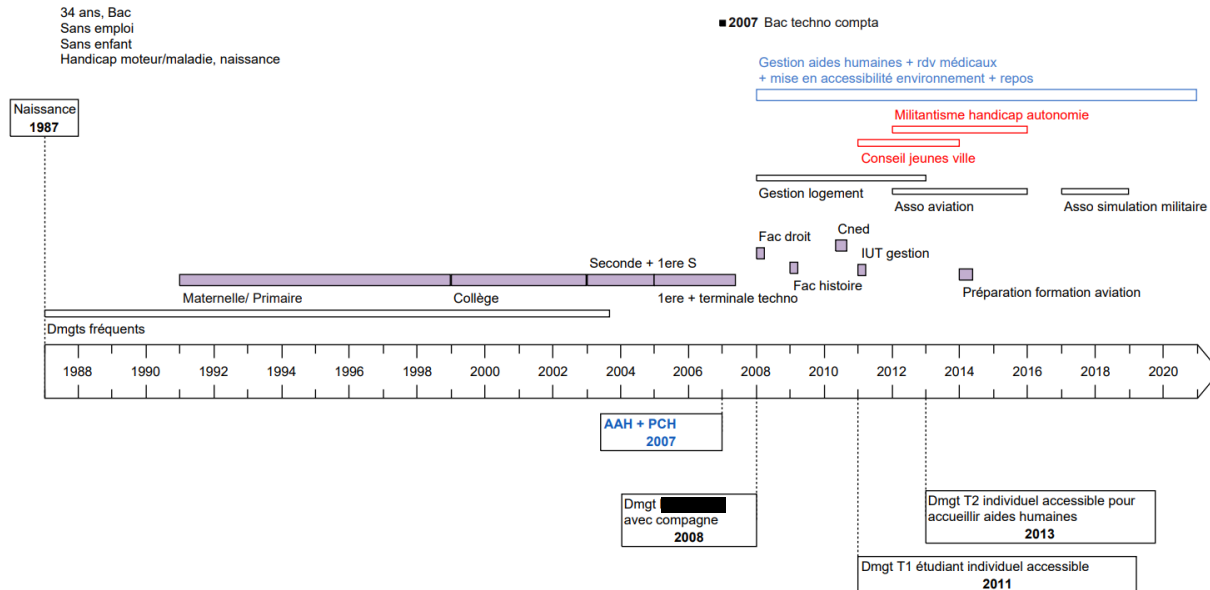 34 ans, Bac
Sans emploi
Sans enfant
Handicap moteur/maladie, naissance
2007 Bac techno compta
Gestion aides humaines + rdv médicaux
+ mise en accessibilité environnement + repos
Naissance
1987
Militantisme handicap autonomie
Conseil jeunes ville
Gestion logement
Asso aviation
Asso simulation militaire
Fac droit
Cned
IUT gestion
Fac histoire
Préparation formation aviation
Seconde + 1ere S
Maternelle/ Primaire
Collège
1ere + terminale techno
Dmgts fréquents
1988 1990 1992 1994 1996 1998 2000 2002 2004 2006 2008 2010 2012 2014 2016 2018 2020
AAH + PCH
2007
Dmgt
avec compagne
2008
Dmgt T2 individuel accessible pour
accueillir aides humaines
2013
Dmgt T1 étudiant individuel accessible
2011